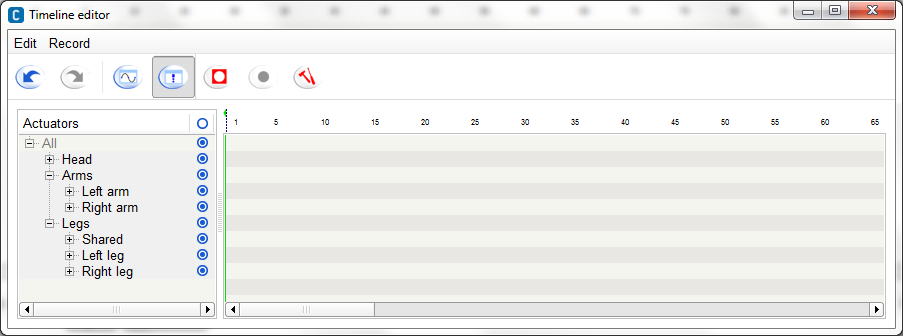 C Timeline editor
Edit Record
Actuators
1 5 10 15 20 25 30 35 40 45 50 55 60 65
All
Head
Arms
Left arm
Right arm
Legs
Shared
Left leg
Right leg